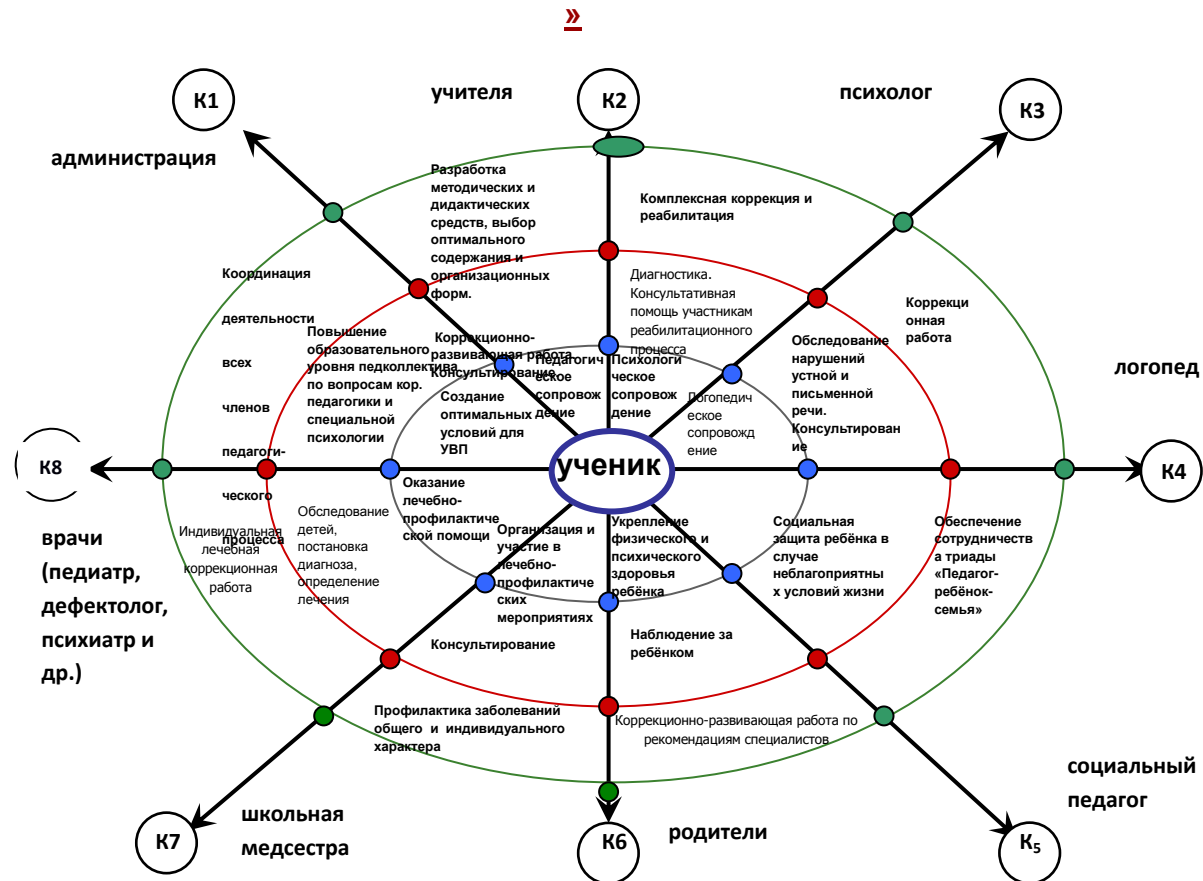 »
К1
учителя
К2
психолог
К3
администрация
Разработка
методических и
дидактических
средств, выбор
оптимального
содержания и
организационных
форм.
Комплексная коррекция и
реабилитация
Координация
деятельности
всех
членов
педагоги-
ческого
процесса
Повышение
образовательного
уровня педколлектива
по вопросам кор.
педагогики и
специальной
психологии
Коррекционно-
развивающая работа.
Консультирование.
Создание
оптимальных
условий для
УВП
Педагогич
еское
сопровож
дение
Диагностика.
Консультативная
помощь участникам
реабилитационного
процесса
Психологи
ческое
сопровож
дение
Логопедич
еское
сопровожд
ение
Обследование
нарушений
устной и
письменной
речи.
Консультирован
ие
Коррекци
онная
работа
логопед
К8
ученик
К4
врачи
(педиатр,
дефектолог,
психиатр и
др.)
Индивидуальная
лечебная
коррекционная
работа
Обследование
детей,
постановка
диагноза,
определение
лечения
Оказание
лечебно-
профилактиче
ской помощи
Организация и
участие в
лечебно-
профилактиче
ских
мероприятиях
Укрепление
физического и
психического
здоровья
ребёнка
Социальная
защита ребёнка в
случае
неблагоприятны
х условий жизни
Обеспечение
сотрудничеств
а триады
«Педагог-
ребёнок-
семья»
Консультирование
Наблюдение за
ребёнком
Профилактика заболеваний
общего и индивидуального
характера
Коррекционно-развивающая работа по
рекомендациям специалистов
социальный
педагог
К7
школьная
медсестра
К6
родители
К5